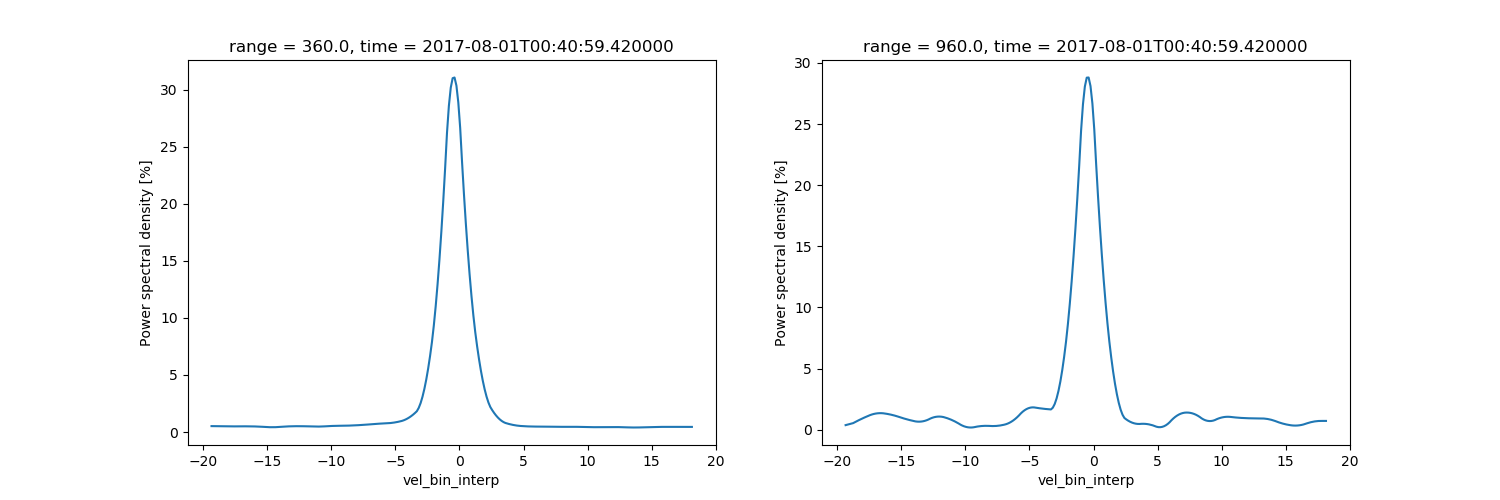 range = 360.0, time = 2017-08-01T00:40:59.420000
Power spectral density [%]
30
25
20
15
10
5
0
−20 −15 −10 −5 0 5 10 15 20
vel_bin_interp
range = 960.0, time = 2017-08-01T00:40:59.420000
Power spectral density [%]
30
25
20
15
10
5
0
−20 −15 −10 −5 0 5 10 15 20
vel_bin_interp